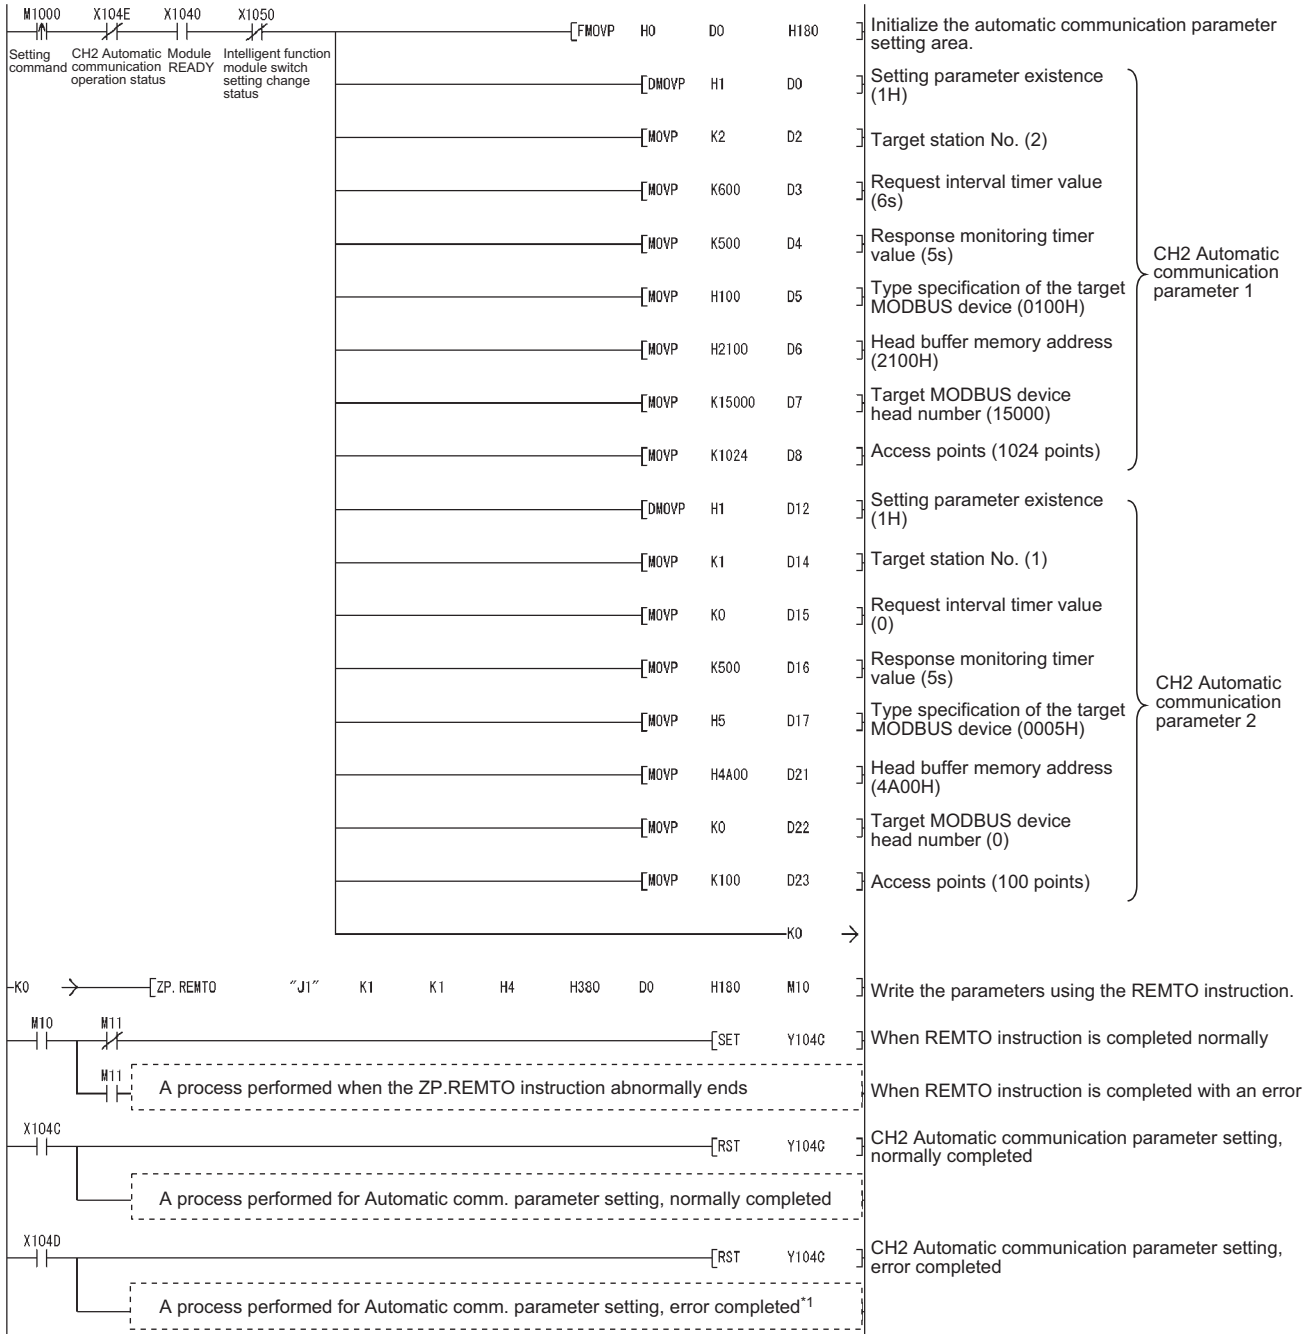 M1000 X104E X1040 X1050
Setting command
CH2 Automatic communication operation status
Module READY
Intelligent function module switch setting change status
[FMOVP H0 D0 H180 ]
Initialize the automatic communication parameter
setting area.
[DMOVP H1 D0 ]
Setting parameter existence
(1H)
[MOVP K2 D2 ]
Target station No. (2)
[MOVP K600 D3 ]
Request interval timer value
(6s)
[MOVP K500 D4 ]
Response monitoring timer
value (5s)
[MOVP H100 D5 ]
Type specification of the target
MODBUS device (0100H)
[MOVP H2100 D6 ]
Head buffer memory address
(2100H)
[MOVP K15000 D7 ]
Target MODBUS device
head number (15000)
[MOVP K1024 D8 ]
Access points (1024 points)
CH2 Automatic
communication
parameter 1
[DMOVP H1 D12 ]
Setting parameter existence
(1H)
[MOVP K1 D14 ]
Target station No. (1)
[MOVP K0 D15 ]
Request interval timer value
(0)
[MOVP K500 D16 ]
Response monitoring timer
value (5s)
[MOVP H5 D17 ]
Type specification of the target
MODBUS device (0005H)
[MOVP H4A00 D21 ]
Head buffer memory address
(4A00H)
[MOVP K0 D22 ]
Target MODBUS device
head number (0)
[MOVP K100 D23 ]
Access points (100 points)
CH2 Automatic
communication
parameter 2
K0
K0 [ZP.REMTO "J1" K1 K1 H4 H380 D0 H180 M10 ]
Write the parameters using the REMTO instruction.
M10 M11
[SET Y104C ]
When REMTO instruction is completed normally
M11
A process performed when the ZP.REMTO instruction abnormally ends
When REMTO instruction is completed with an error
X104C
[RST Y104C ]
CH2 Automatic communication parameter setting,
normally completed
A process performed for Automatic comm. parameter setting, normally completed
X104D
[RST Y104C ]
CH2 Automatic communication parameter setting,
error completed
A process performed for Automatic comm. parameter setting, error completed*1